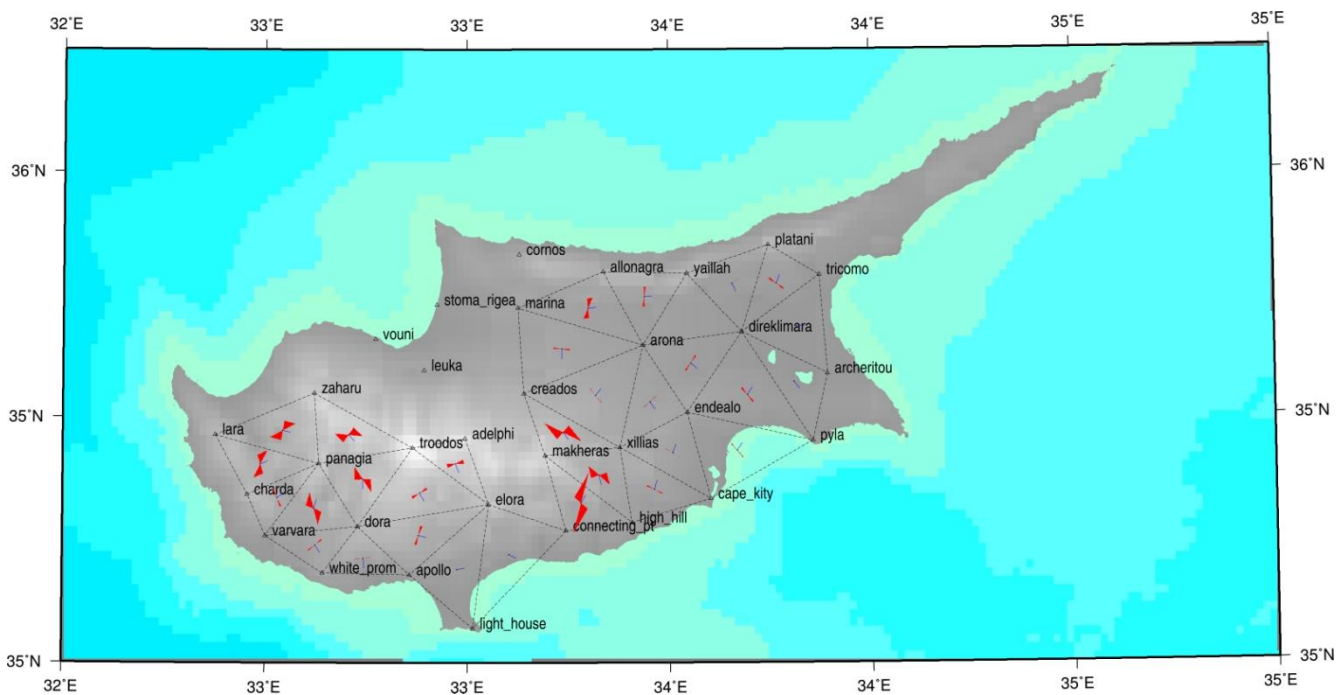 32˚E 33˚E 33˚E 34˚E 34˚E 35˚E 35˚E
36˚N 36˚N
platani
cornos
allonagra yaillah tricomo
stoma_rigea marina
vouni direklimara
arona
leuka archeritou
zaharu creados
35˚N 35˚N
endealo
lara adelphi pyla
troodos xillias
panagia makheras
charda cape_kity
elora
high_hill
varvara dora connecting_pt
white_prom apollo
light_house
35˚N 35˚N
32˚E 33˚E 33˚E 34˚E 34˚E 35˚E 35˚E